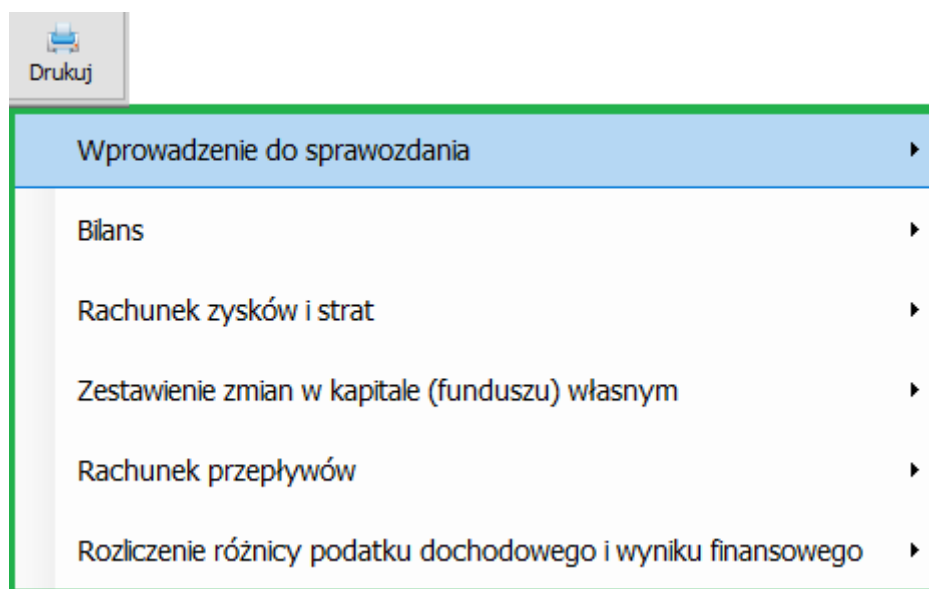 Drukuj
Wprowadzenie do sprawozdania
Bilans
Rachunek zysków i strat
Zestawienie zmian w kapitale (funduszu) własnym
Rachunek przepływów
Rozliczenie różnicy podatku dochodowego i wyniku finansowego